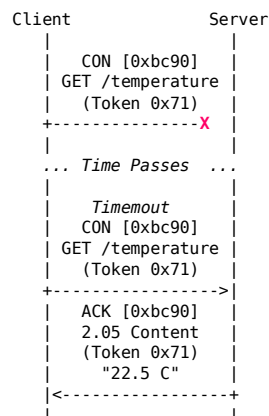 Client Server
CON [0xbc90]
GET /temperature
(Token 0x71)
X
... Time Passes ...
Timemout
CON [0xbc90]
GET /temperature
(Token 0x71)
ACK [0xbc90]
2.05 Content
(Token 0x71)
"22.5 C"